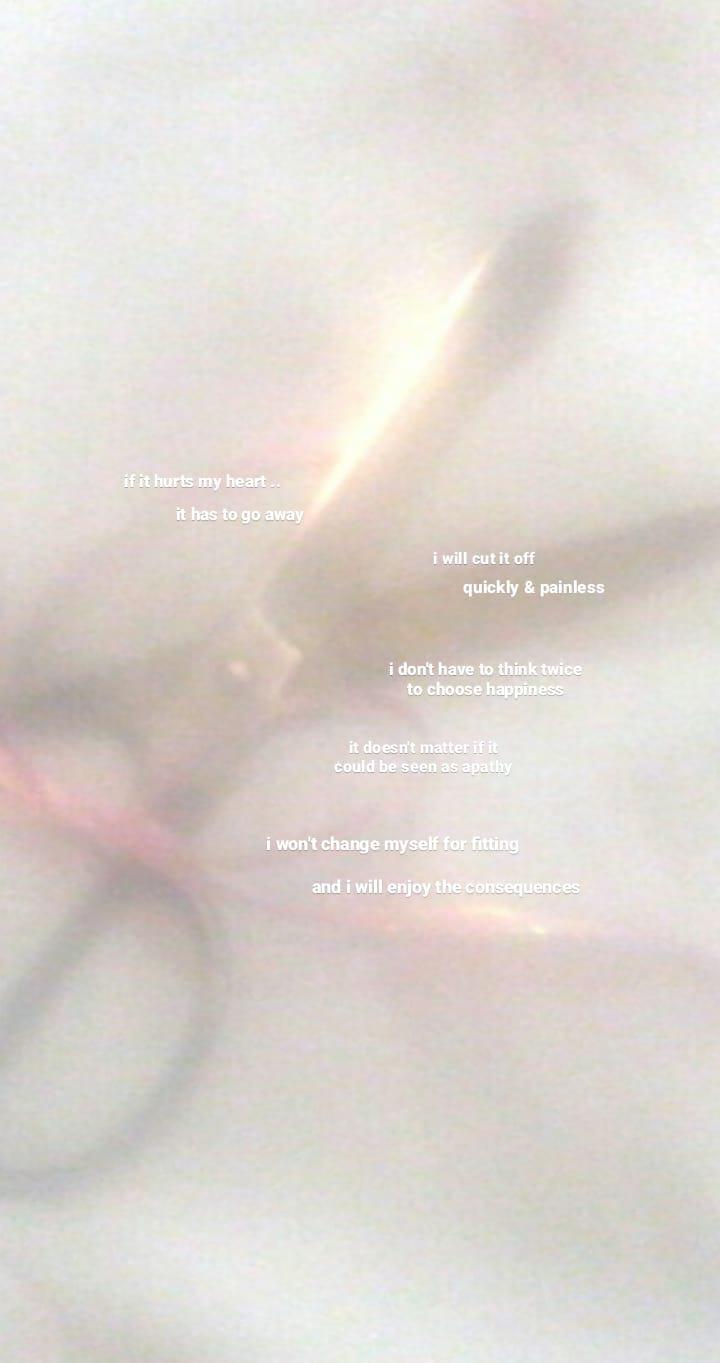 if it hurts my heart ..
it has to go away
i will cut it off
quickly & painless
i don't have to think twice
to choose happiness
it doesn't matter if it
could be seen as apathy
i won't change myself for fitting
and i will enjoy the consequences